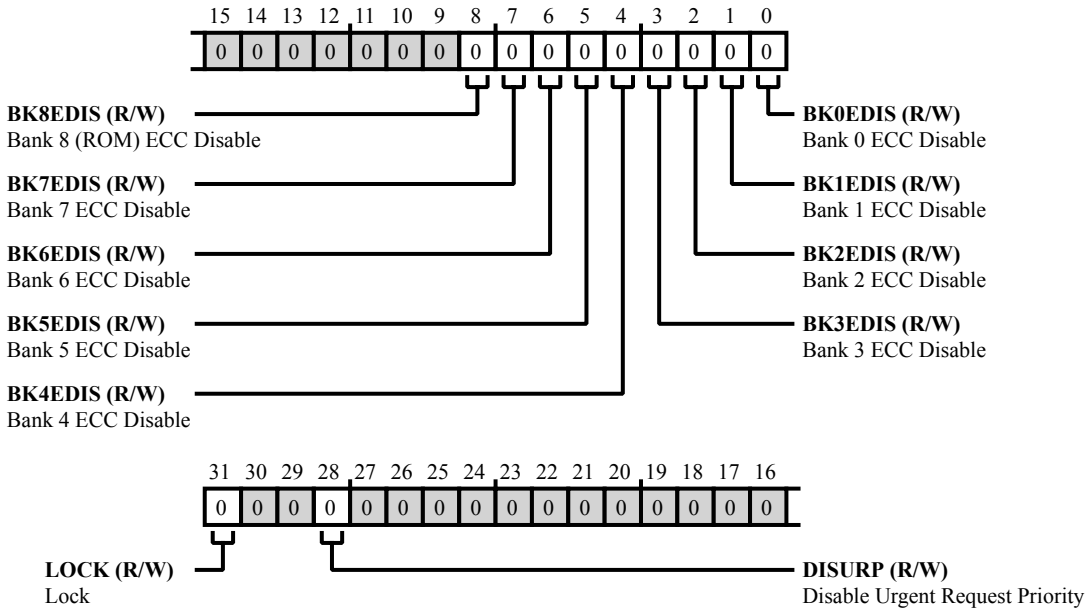 15 14 13 12 11 10 9 8 7 6 5 4 3 2 1 0
0 0 0 0 0 0 0 0 0 0 0 0 0 0 0 0
BK8EDIS (R/W)
Bank 8 (ROM) ECC Disable
BK7EDIS (R/W)
Bank 7 ECC Disable
BK6EDIS (R/W)
Bank 6 ECC Disable
BK5EDIS (R/W)
Bank 5 ECC Disable
BK4EDIS (R/W)
Bank 4 ECC Disable
BK0EDIS (R/W)
Bank 0 ECC Disable
BK1EDIS (R/W)
Bank 1 ECC Disable
BK2EDIS (R/W)
Bank 2 ECC Disable
BK3EDIS (R/W)
Bank 3 ECC Disable
31 30 29 28 27 26 25 24 23 22 21 20 19 18 17 16
0 0 0 0 0 0 0 0 0 0 0 0 0 0 0 0
LOCK (R/W)
Lock
DISURP (R/W)
Disable Urgent Request Priority